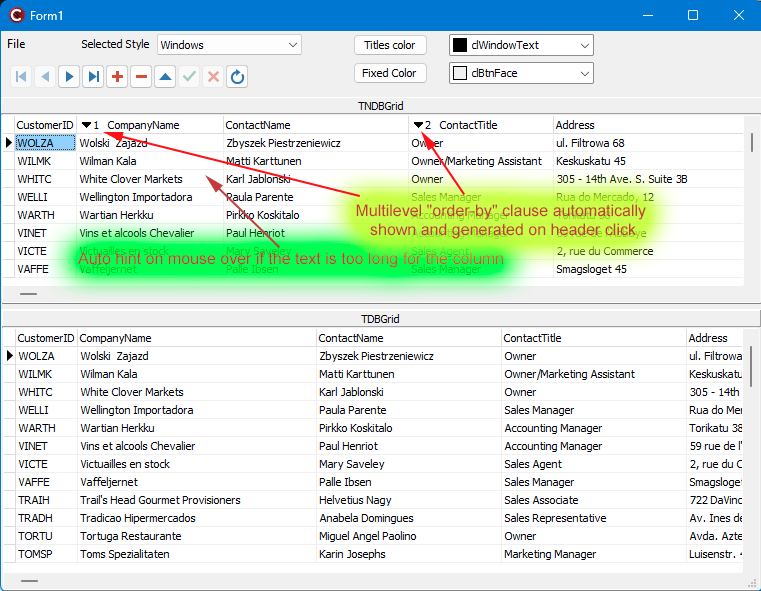 Form1
File Selected Style Windows Titles color clWindowText
Fixed Color clBtnFace
TNDBGrid
CustomerID 1 CompanyName ContactName 2 ContactTitle Address
WOLZA Wolski  Zajazd Zbyszek Piestrzeniewicz Owner ul. Filtrowa 68
WILMK Wilman Kala Matti Karttunen Owner/Marketing Assistant Keskuskatu 45
WHITC White Clover Markets Karl Jablonski Owner 305 - 14th Ave. S. Suite 3B
WELLI Wellington Importadora Paula Parente Sales Manager Rua do Mercado, 12
WARTH Wartian Herkku Pirkko Koskitalo
Multilevel "order-by" clause automatically
shown and generated on header click
VINET Vins et alcools Chevalier Paul Henriot
VICTE Victuailles en stock Mary Saveley Sales Agent 2, rue du Commerce
Auto hint on mouse over if the text is too long for the column
VAFFE Vaffeljernet Palle Ibsen Sales Manager Smagsloget 45
TDBGrid
CustomerID CompanyName ContactName ContactTitle Address
WOLZA Wolski  Zajazd Zbyszek Piestrzeniewicz Owner ul. Filtrowa
WILMK Wilman Kala Matti Karttunen Owner/Marketing Assistant Keskuskatu
WHITC White Clover Markets Karl Jablonski Owner 305 - 14th
WELLI Wellington Importadora Paula Parente Sales Manager Rua do Mer
WARTH Wartian Herkku Pirkko Koskitalo Accounting Manager Torikatu 38
VINET Vins et alcools Chevalier Paul Henriot Accounting Manager 59 rue de l'
VICTE Victuailles en stock Mary Saveley Sales Agent 2, rue du C
VAFFE Vaffeljernet Palle Ibsen Sales Manager Smagsloget
TRAIH Trail's Head Gourmet Provisioners Helvetius Nagy Sales Associate 722 DaVinc
TRADH Tradicao Hipermercados Anabela Domingues Sales Representative Av. Ines de
TORTU Tortuga Restaurante Miguel Angel Paolino Owner Avda. Azte
TOMSP Toms Spezialitaten Karin Josephs Marketing Manager Luisenstr. 4